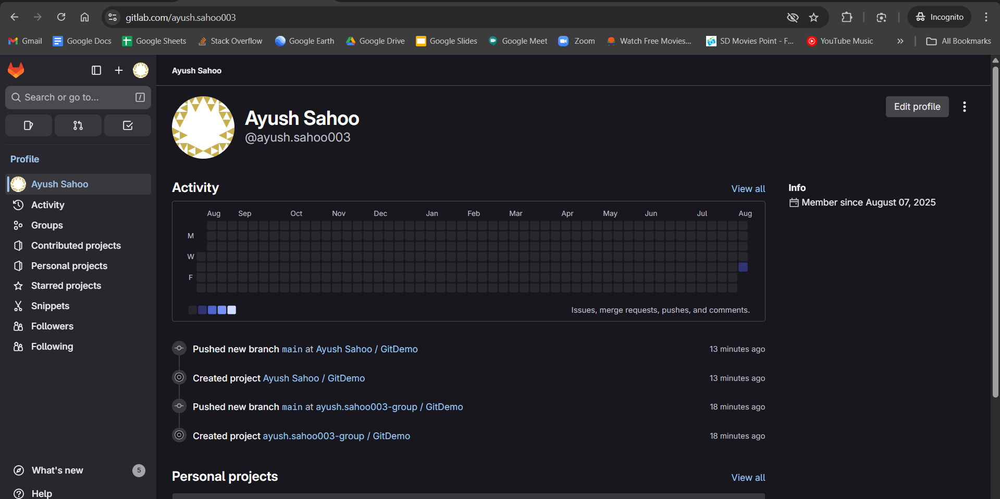 gitlab.com/ayush.sahoo003
Incognito
Gmail
Google Docs
Google Sheets
Stack Overflow
Google Earth
Google Drive
Google Slides
Google Meet
Zoom
Watch Free Movies...
SD Movies Point - F...
YouTube Music
»
All Bookmarks
Search or go to...
/
Profile
Ayush Sahoo
Activity
Groups
Contributed projects
Personal projects
Starred projects
Snippets
Followers
Following
What's new
5
Help
Ayush Sahoo
Ayush Sahoo
@ayush.sahoo003
Edit profile
Activity
View all
Aug Sep Oct Nov Dec Jan Feb Mar Apr May Jun Jul Aug
M
W
F
Issues, merge requests, pushes, and comments.
Info
Member since August 07, 2025
Pushed new branch main at Ayush Sahoo / GitDemo 13 minutes ago
Created project Ayush Sahoo / GitDemo 13 minutes ago
Pushed new branch main at ayush.sahoo003-group / GitDemo 18 minutes ago
Created project ayush.sahoo003-group / GitDemo 18 minutes ago
Personal projects
View all